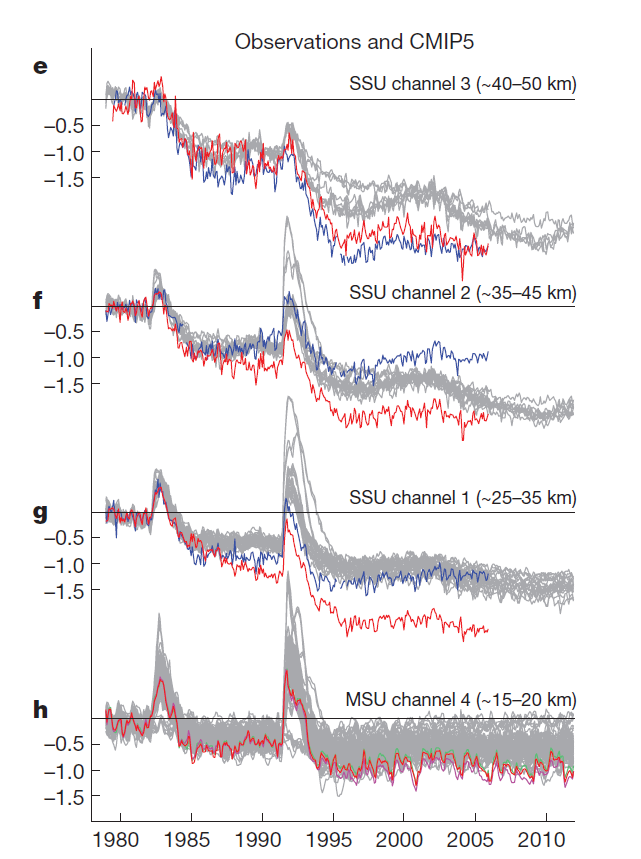 Observations and CMIP5
e
SSU channel 3 (~40–50 km)
–0.5
–1.0
–1.5
f
SSU channel 2 (~35–45 km)
–0.5
–1.0
–1.5
g
SSU channel 1 (~25–35 km)
–0.5
–1.0
–1.5
h
MSU channel 4 (~15–20 km)
–0.5
–1.0
–1.5
1980 1985 1990 1995 2000 2005 2010